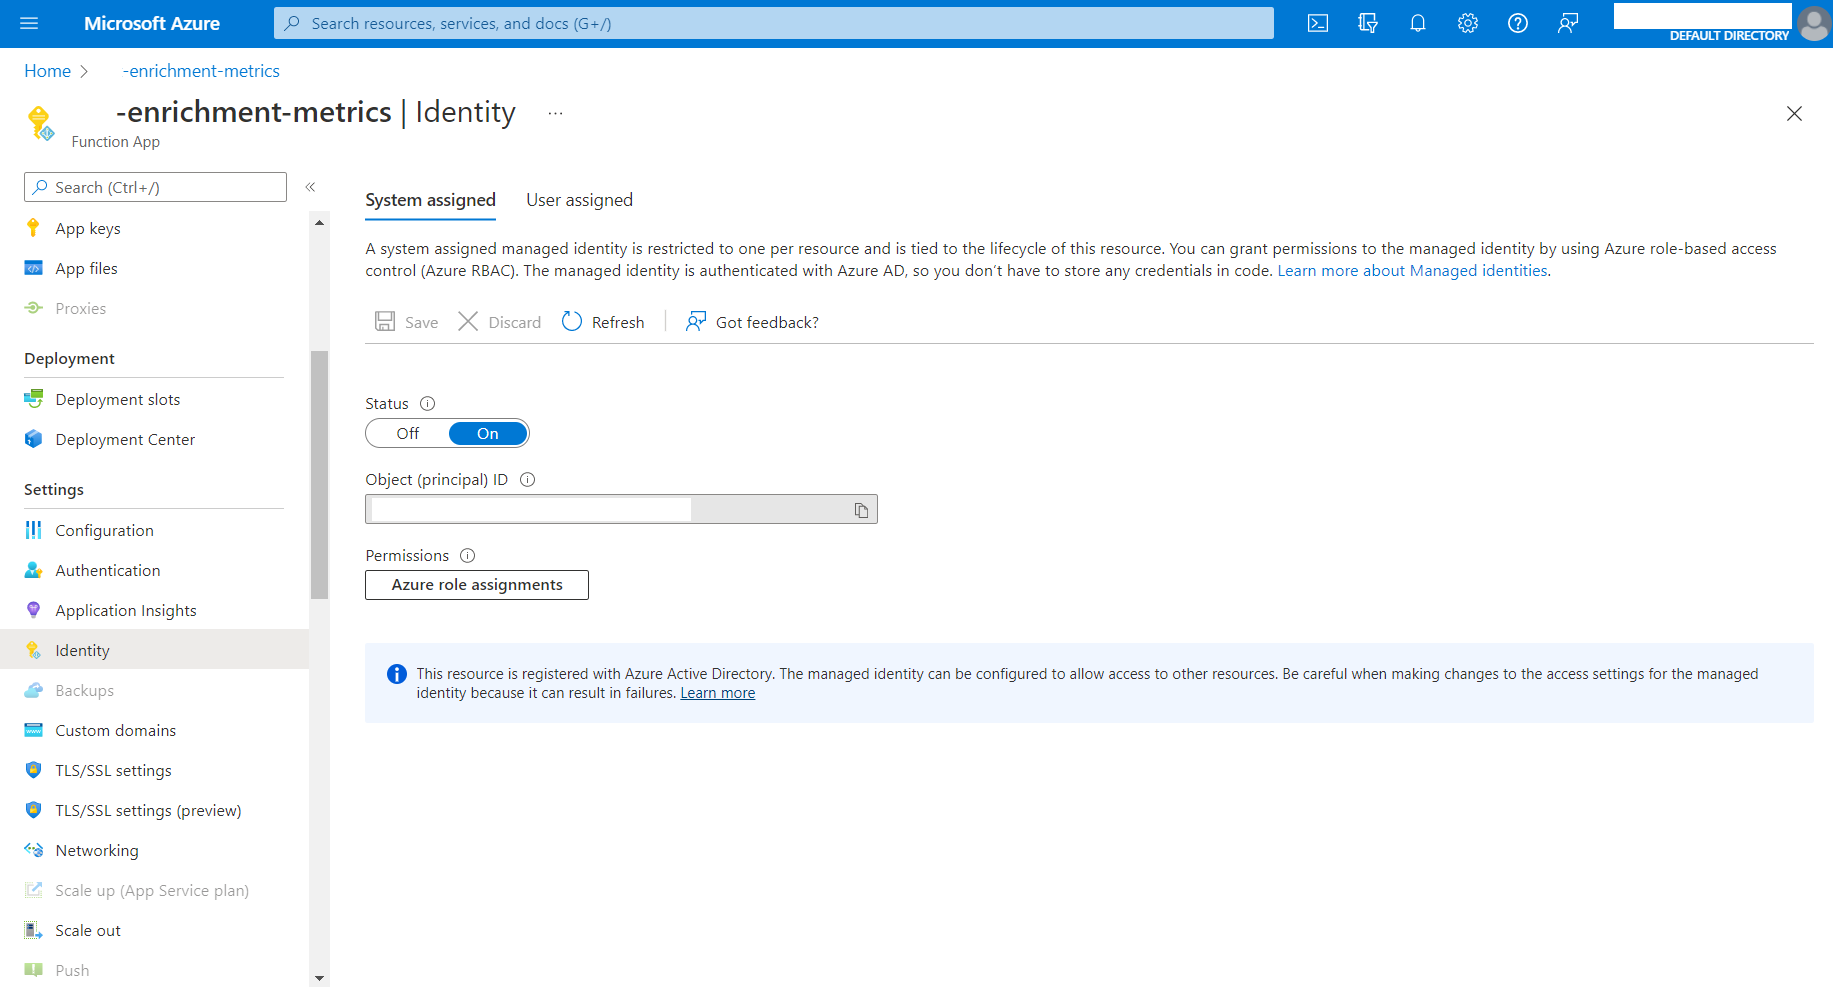 Microsoft Azure
Search resources, services, and docs (G+/)
DEFAULT DIRECTORY
Home
-enrichment-metrics
-enrichment-metrics | Identity
...
Function App
Search (Ctrl+/)
«
App keys
App files
Proxies
Deployment
Deployment slots
Deployment Center
Settings
Configuration
Authentication
Application Insights
Identity
Backups
Custom domains
TLS/SSL settings
TLS/SSL settings (preview)
Networking
Scale up (App Service plan)
Scale out
Push
System assigned
User assigned
A system assigned managed identity is restricted to one per resource and is tied to the lifecycle of this resource. You can grant permissions to the managed identity by using Azure role-based access
control (Azure RBAC). The managed identity is authenticated with Azure AD, so you don’t have to store any credentials in code. Learn more about Managed identities.
Save
Discard
Refresh
Got feedback?
Status
Off
On
Object (principal) ID
Permissions
Azure role assignments
This resource is registered with Azure Active Directory. The managed identity can be configured to allow access to other resources. Be careful when making changes to the access settings for the managed
identity because it can result in failures. Learn more